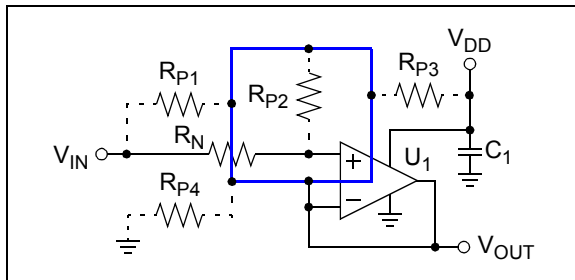 V_DD
R_P1
R_P2
R_P3
R_N
V_IN
+
U_1
C_1
R_P4
−
V_OUT